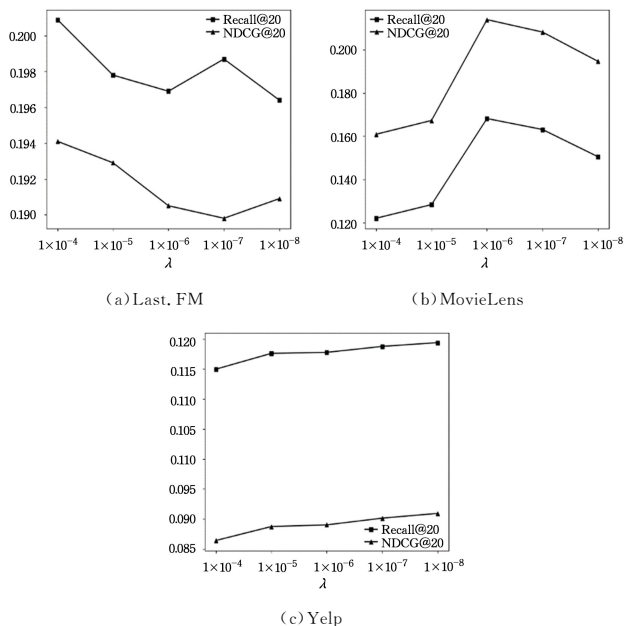 0.200
0.198
0.196
0.194
0.192
0.190
Recall@20
NDCG@20
1×10⁻⁴ 1×10⁻⁵ 1×10⁻⁶ 1×10⁻⁷ 1×10⁻⁸
λ
(a)Last.FM
0.200
0.180
0.160
0.140
0.120
Recall@20
NDCG@20
1×10⁻⁴ 1×10⁻⁵ 1×10⁻⁶ 1×10⁻⁷ 1×10⁻⁸
λ
(b)MovieLens
0.120
0.115
0.110
0.105
0.110
0.095
0.090
0.085
Recall@20
NDCG@20
1×10⁻⁴ 1×10⁻⁵ 1×10⁻⁶ 1×10⁻⁷ 1×10⁻⁸
λ
(c)Yelp